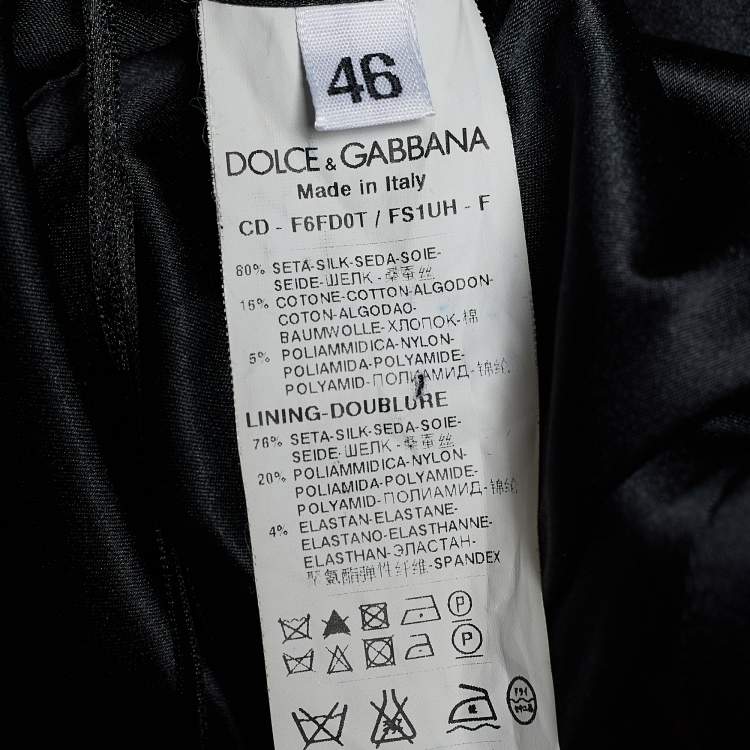 46
DOLCE & GABBANA
Made in Italy
CD - F6FD0T / FS1UH - F
80% SETA-SILK-SEDA-SOIE-
SEIDE-ШЕЛК - 桑蚕丝
15% COTONE-COTTON-ALGODON-
COTON-ALGODAO-
BAUMWOLLE-ХЛОПОК-棉
5% POLIAMMIDICA-NYLON-
POLIAMIDA-POLYAMIDE-
POLYAMID-ПОЛИАМИД-锦纶
LINING-DOUBLURE
76% SETA-SILK-SEDA-SOIE-
SEIDE-ШЕЛК - 桑蚕丝
20% POLIAMMIDICA-NYLON-
POLIAMIDA-POLYAMIDE-
POLYAMID-ПОЛИАМИД-锦纶
4% ELASTAN-ELASTANE-
ELASTANO-ELASTHANNE-
ELASTHAN-ЭЛАСТАН-
聚氨酯弹性纤维-SPANDEX
P
P
ドライ